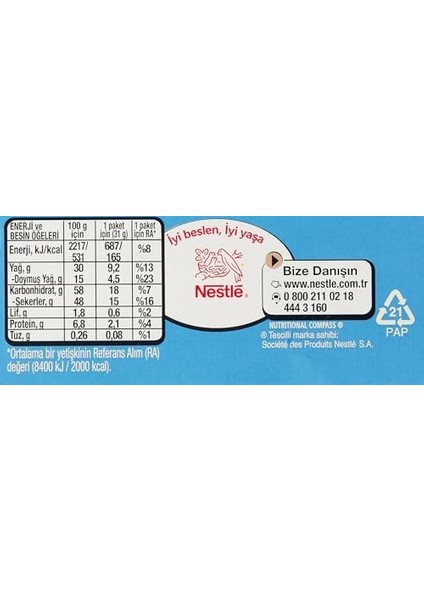 ENERJİ VE BESİN ÖĞELERİ | 100 g için | 1 paket için (31 g) | 1 paket için RA*
Enerji, kJ/kcal | 2217/531 | 687/165 | %8
Yağ, g | 30 | 9,2 | %13
-Doymuş Yağ, g | 15 | 4,5 | %23
Karbonhidrat, g | 58 | 18 | %7
-Şekerler, g | 48 | 15 | %16
Lif, g | 1,8 | 0,6 | %2
Protein, g | 6,8 | 2,1 | %4
Tuz, g | 0,26 | 0,08 | %1
*Ortalama bir yetişkinin Referans Alım (RA)
değeri (8400 kJ / 2000 kcal).
İyi beslen, İyi yaşa
Nestlé®
Bize Danışın
www.nestle.com.tr
0 800 211 02 18
444 3 160
NUTRITIONAL COMPASS ®
® Tescilli marka sahibi:
Société des Produits Nestlé S.A.
21
PAP